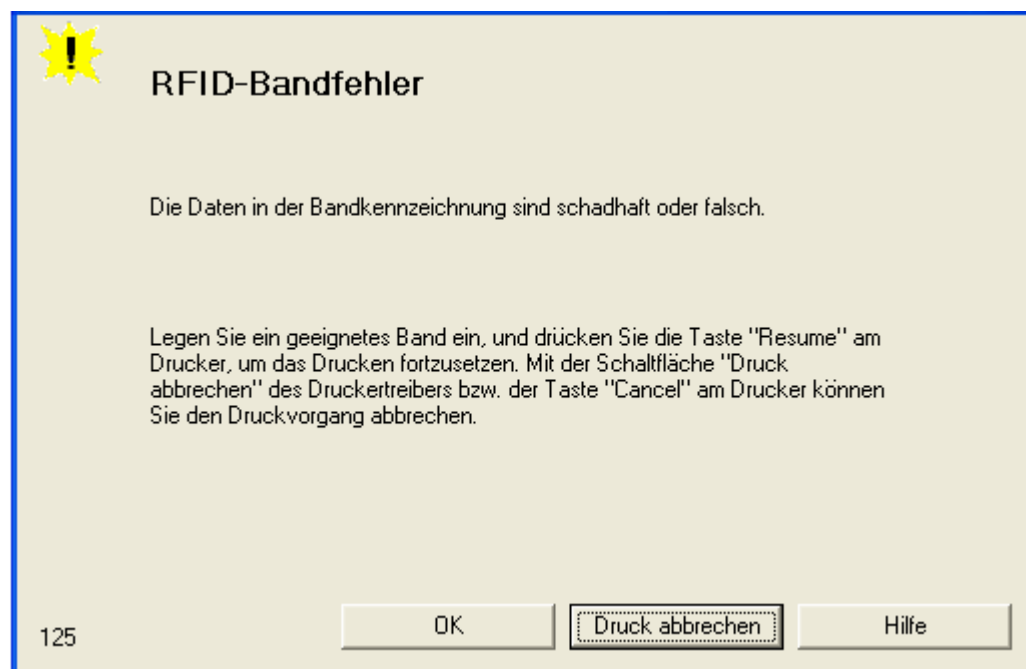 RFID-Bandfehler
Die Daten in der Bandkennzeichnung sind schadhaft oder falsch.
Legen Sie ein geeignetes Band ein, und drücken Sie die Taste "Resume" am
Drucker, um das Drucken fortzusetzen. Mit der Schaltfläche "Druck
abbrechen" des Druckertreibers bzw. der Taste "Cancel" am Drucker können
Sie den Druckvorgang abbrechen.
125
OK
Druck abbrechen
Hilfe